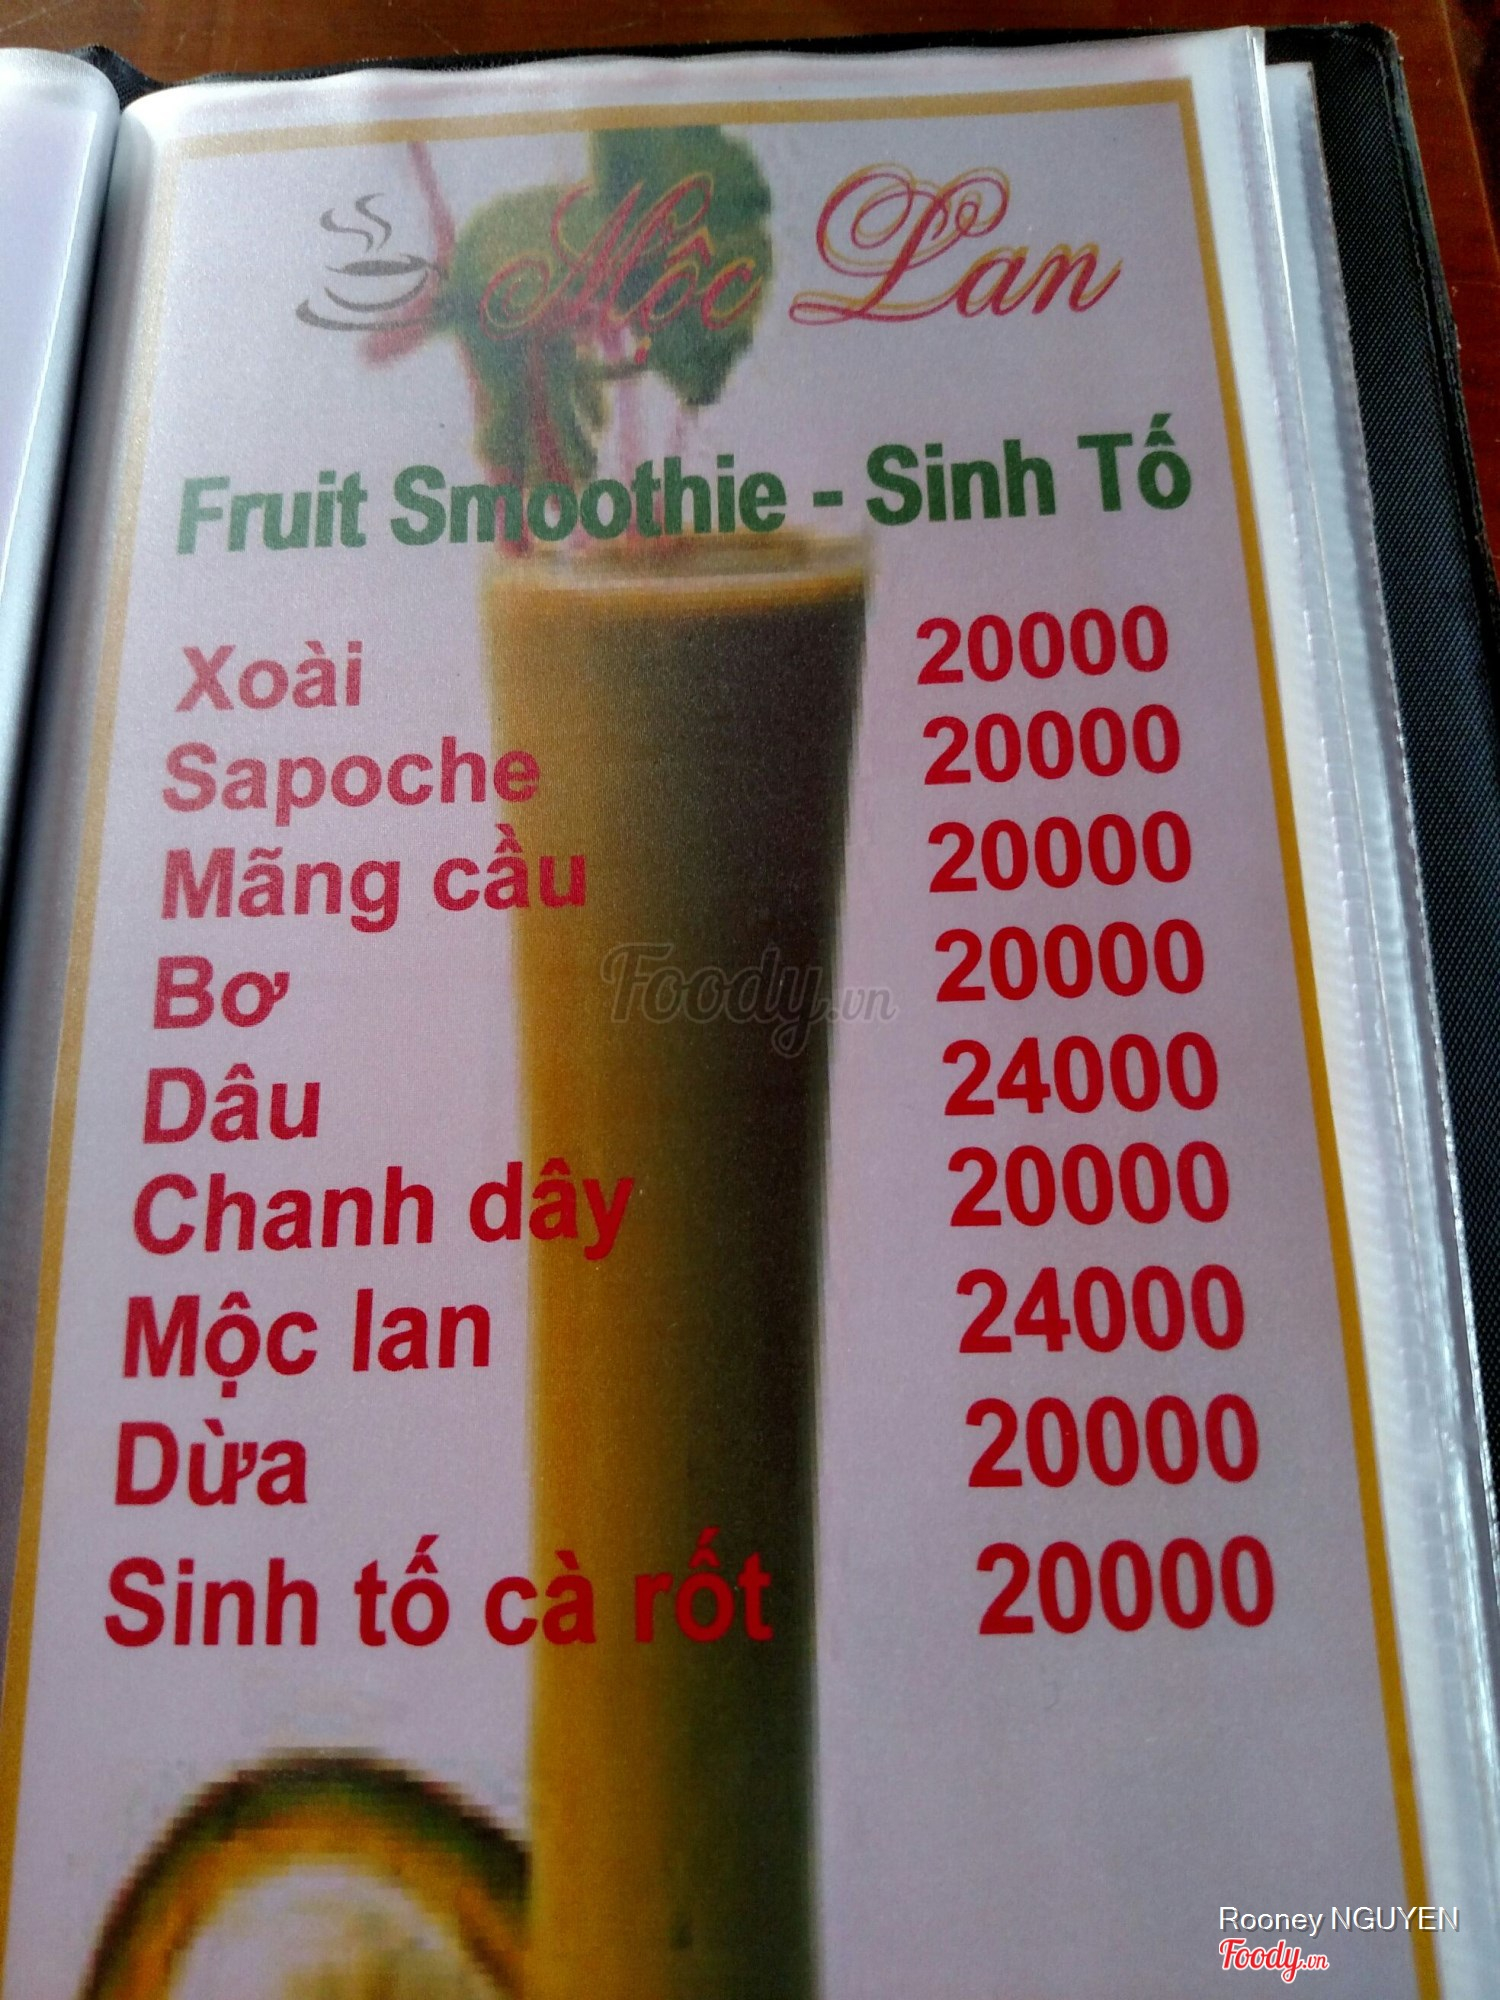 Mộc Lan
Fruit Smoothie - Sinh Tố
Xoài 20000
Sapoche 20000
Mãng cầu 20000
Bơ 20000
Dâu 24000
Chanh dây 20000
Mộc lan 24000
Dừa 20000
Sinh tố cà rốt 20000
Foody.vn
Rooney NGUYEN
Foody.vn